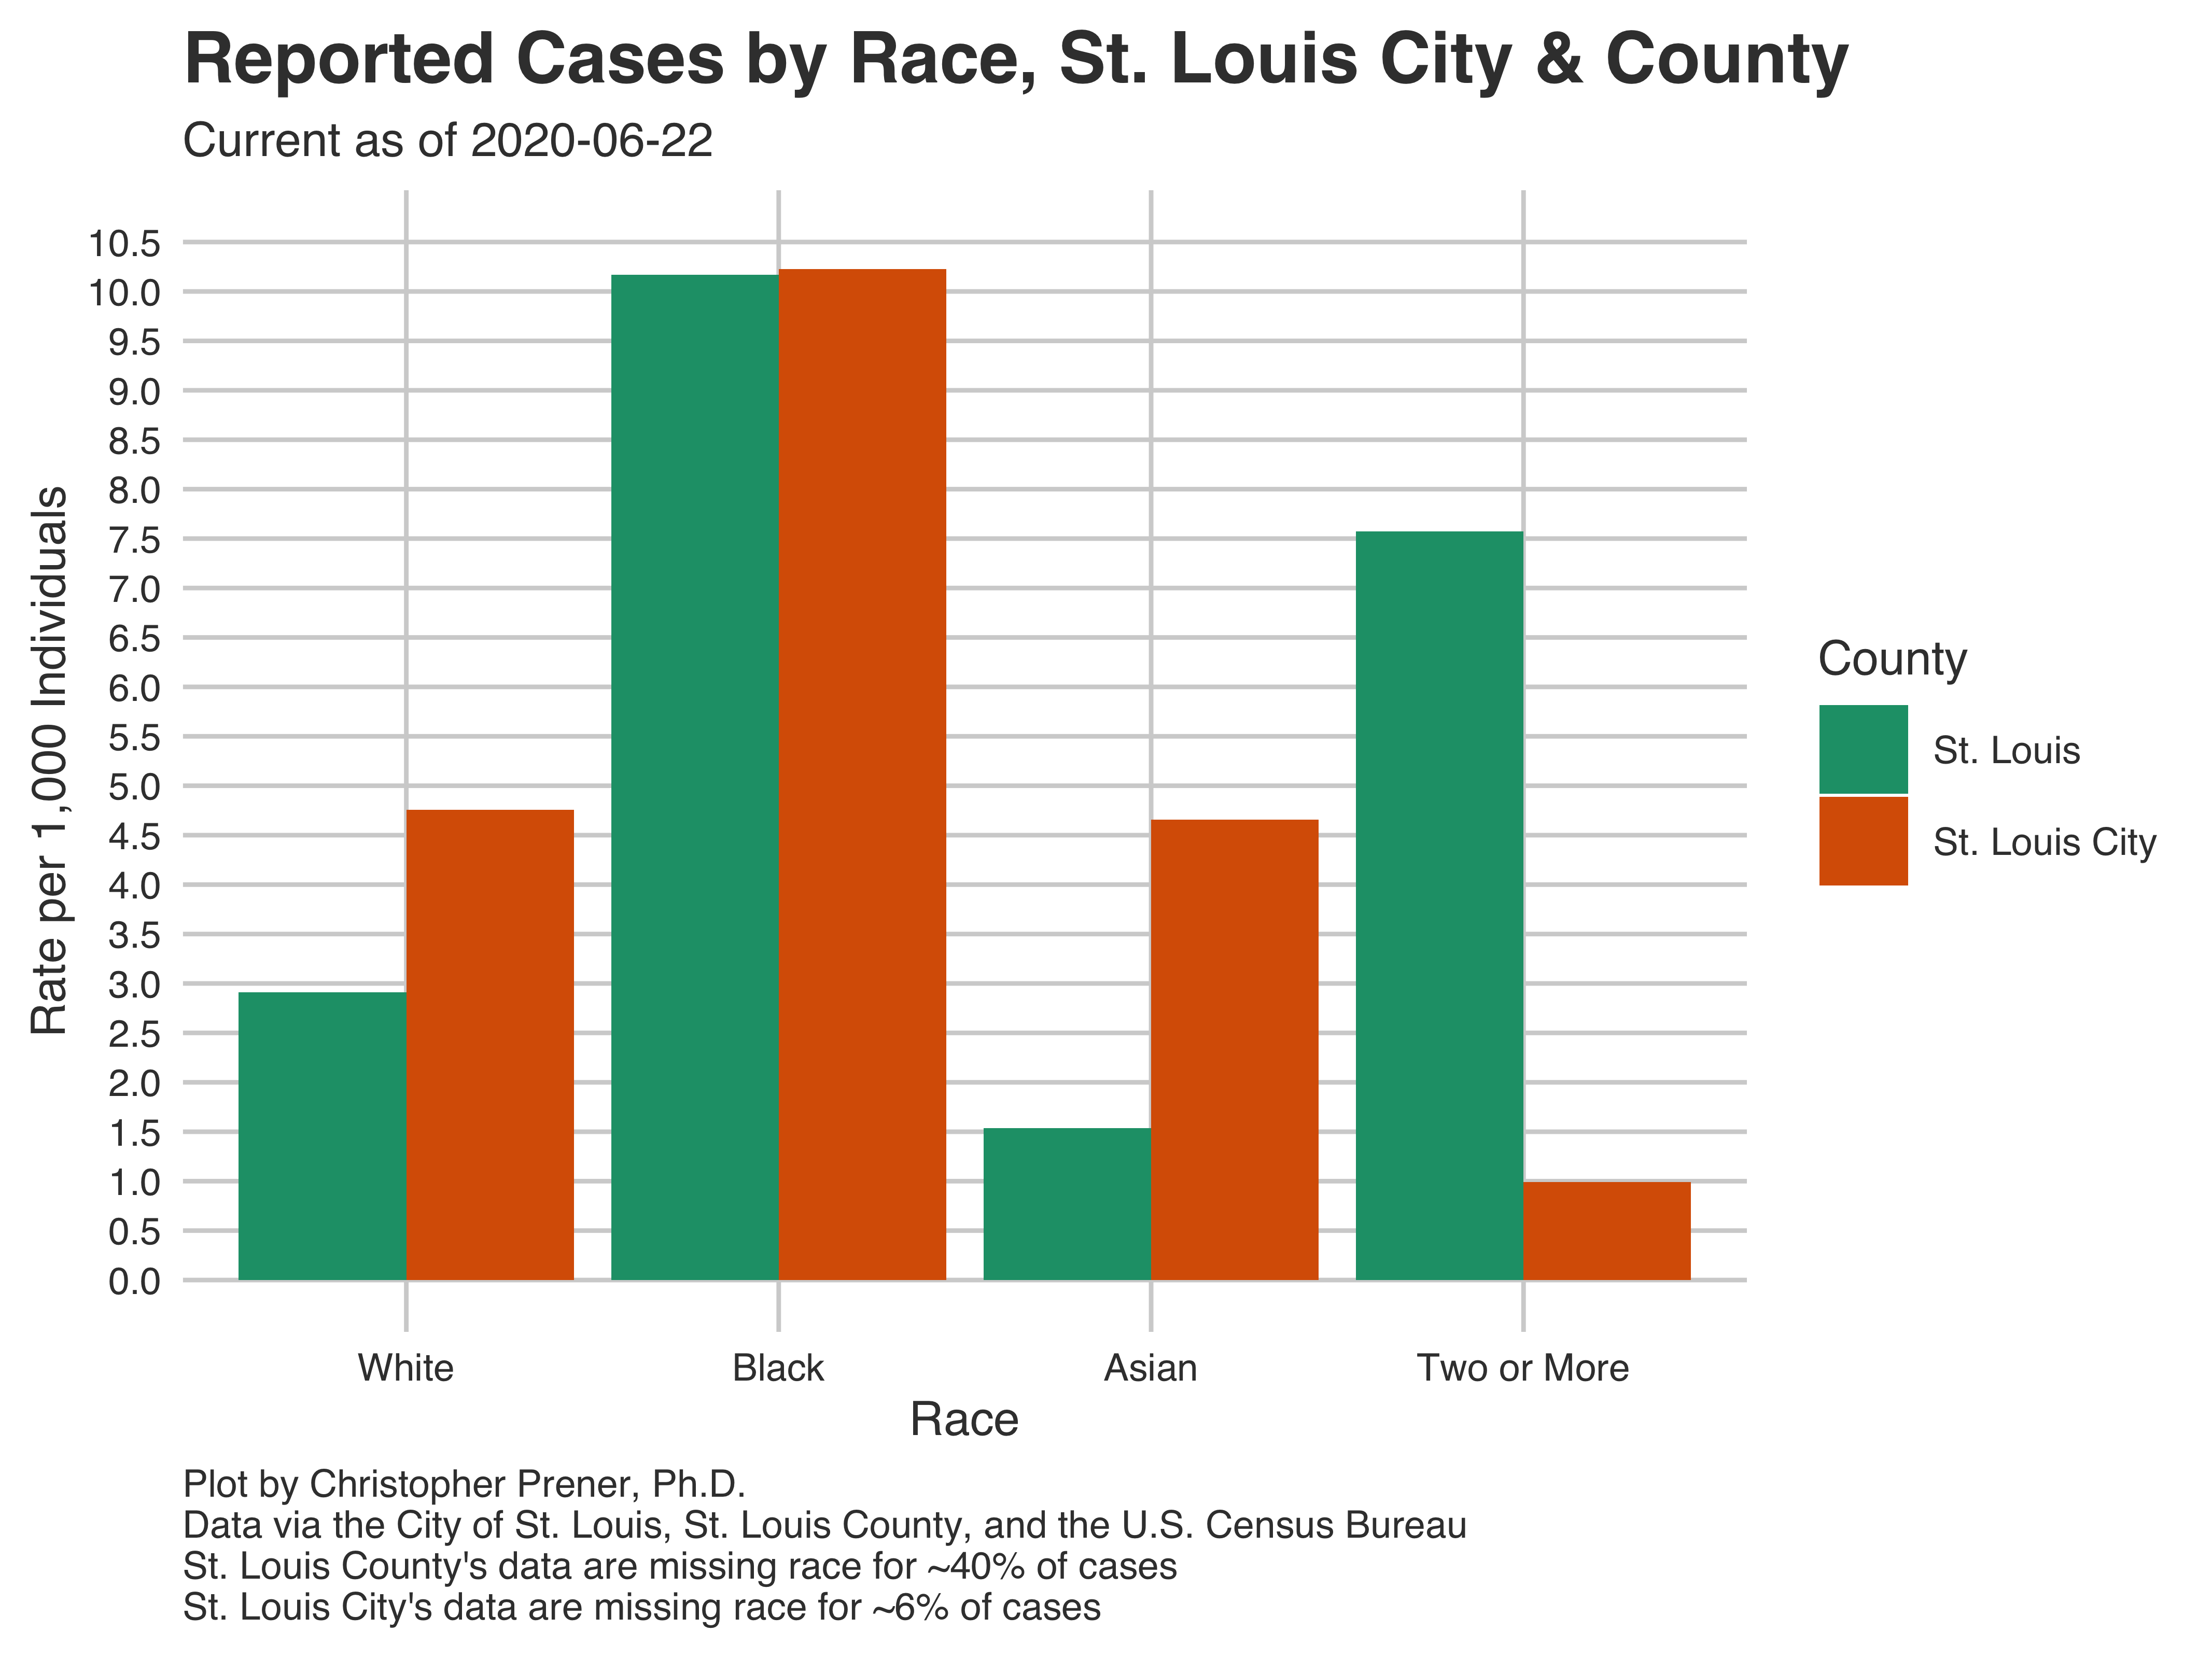 Reported Cases by Race, St. Louis City & County
Current as of 2020-06-22
Rate per 1,000 Individuals
10.5
10.0
9.5
9.0
8.5
8.0
7.5
7.0
6.5
6.0
5.5
5.0
4.5
4.0
3.5
3.0
2.5
2.0
1.5
1.0
0.5
0.0
White
Black
Asian
Two or More
Race
County
St. Louis
St. Louis City
Plot by Christopher Prener, Ph.D.
Data via the City of St. Louis, St. Louis County, and the U.S. Census Bureau
St. Louis County's data are missing race for ~40% of cases
St. Louis City's data are missing race for ~6% of cases